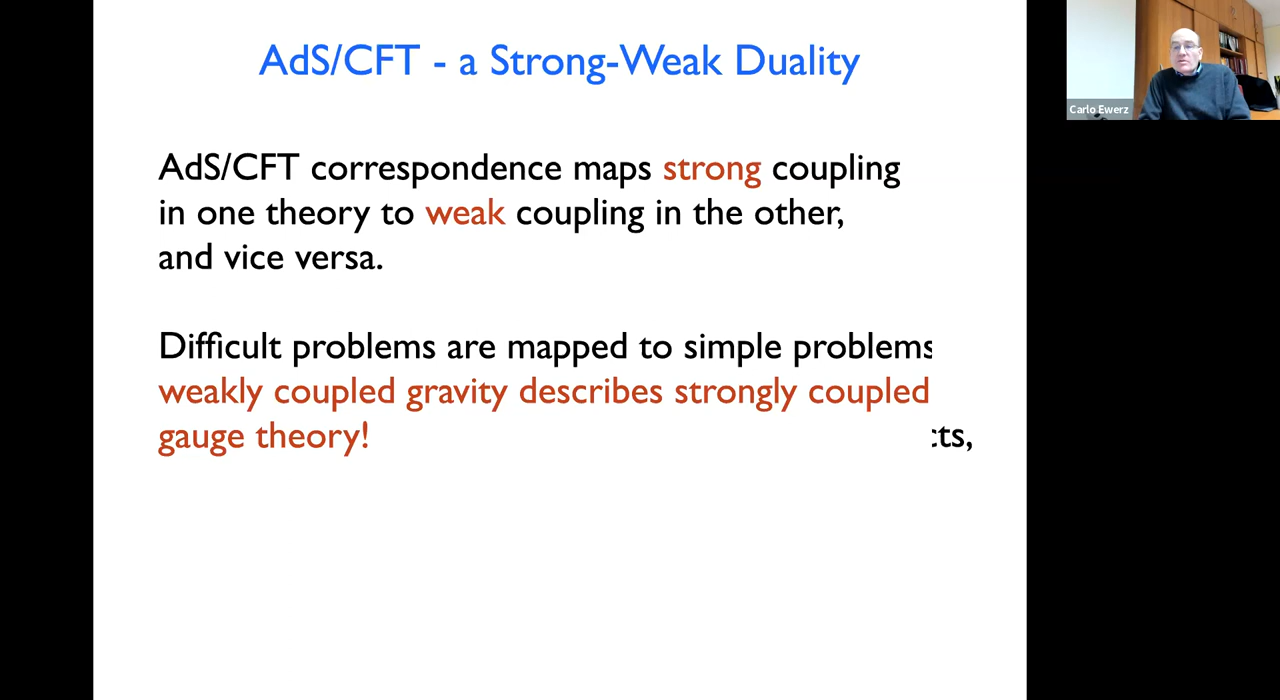 AdS/CFT - a Strong-Weak Duality
Carlo Ewerz
AdS/CFT correspondence maps strong coupling
in one theory to weak coupling in the other,
and vice versa.
Difficult problems are mapped to simple problems
weakly coupled gravity describes strongly coupled
gauge theory!